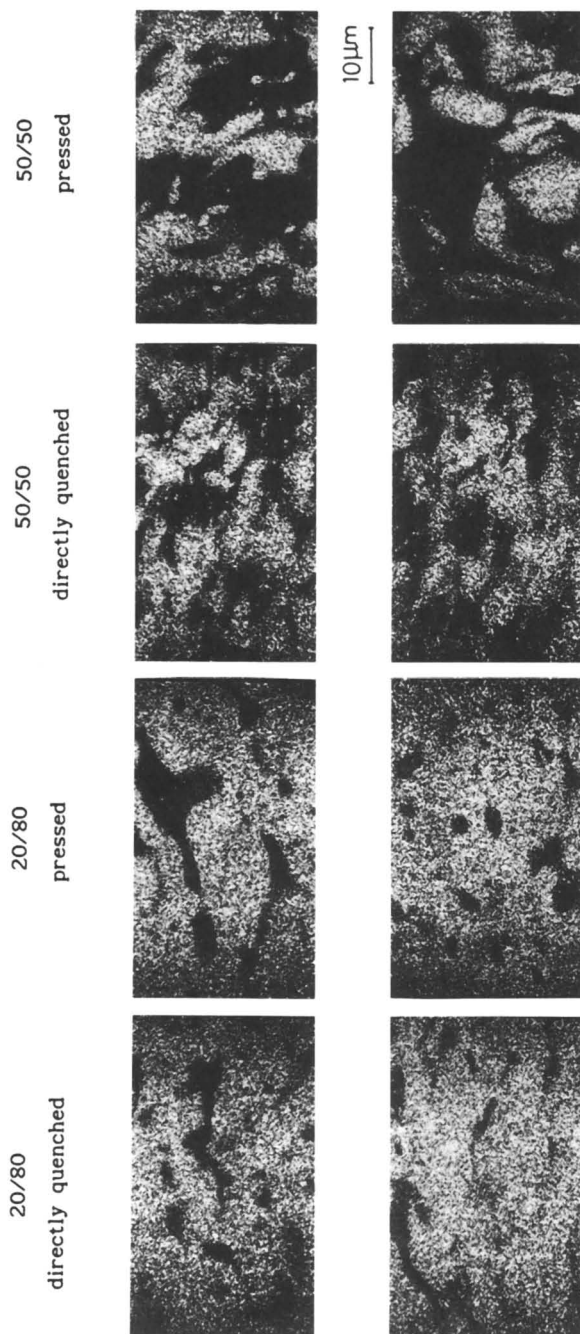 20/80
directly quenched
20/80
pressed
50/50
directly quenched
50/50
pressed
10μm